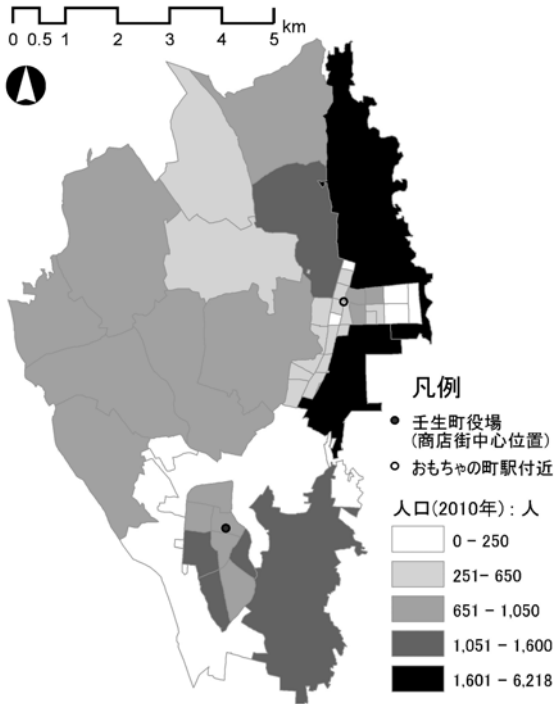 0 0.5 1 2 3 4 5
km
凡例
壬生町役場
(商店街中心位置)
おもちゃの町駅付近
人口(2010年) : 人
0 - 250
251- 650
651 - 1,050
1,051 - 1,600
1,601 - 6,218